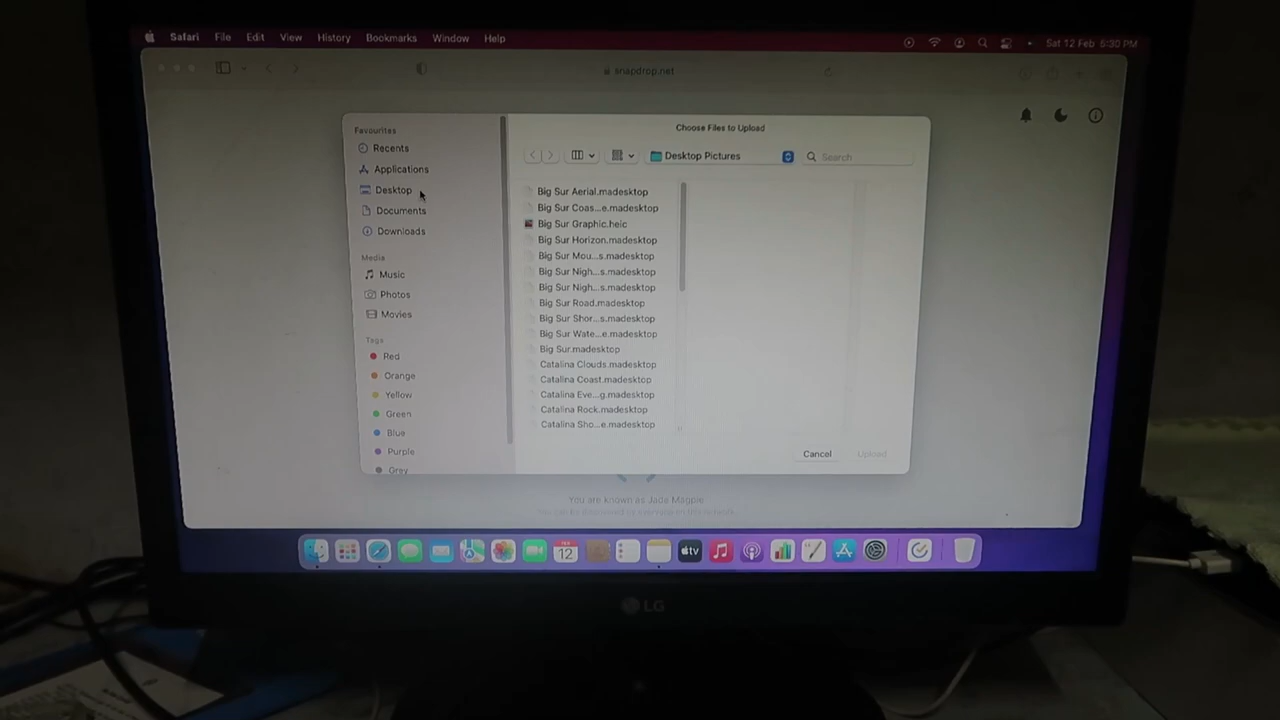 Safari File Edit View History Bookmarks Window Help
Sat 12 Feb 5:30 PM
snapdrop.net
Choose Files to Upload
Desktop Pictures
Search
Favourites
Recents
Applications
Desktop
Documents
Downloads
Media
Music
Photos
Movies
Tags
Red
Orange
Yellow
Green
Blue
Purple
Grey
Big Sur Aerial.madesktop
Big Sur Coas...e.madesktop
Big Sur Graphic.heic
Big Sur Horizon.madesktop
Big Sur Mou...s.madesktop
Big Sur Nigh...s.madesktop
Big Sur Nigh...s.madesktop
Big Sur Road.madesktop
Big Sur Shor...s.madesktop
Big Sur Wate...e.madesktop
Big Sur.madesktop
Catalina Clouds.madesktop
Catalina Coast.madesktop
Catalina Eve...g.madesktop
Catalina Rock.madesktop
Catalina Sho...e.madesktop
Cancel
Upload
You are known as Jade Magpie
FEB
12
tv
LG